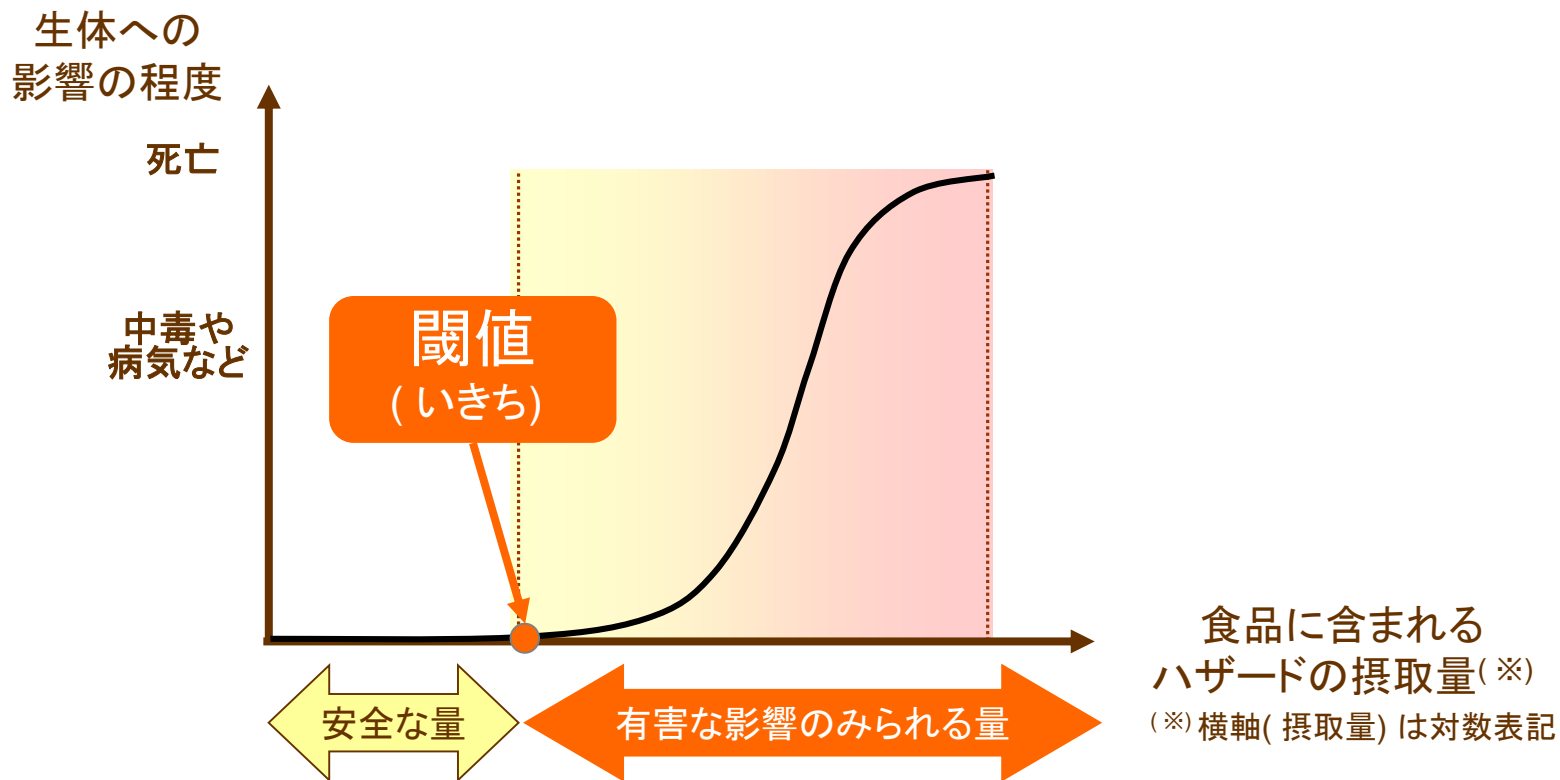 生体への
影響の程度
死亡
中毒や
病気など
閾値
( いきち)
安全な量
有害な影響のみられる量
食品に含まれる
ハザードの摂取量( ※)
( ※) 横軸( 摂取量) は対数表記